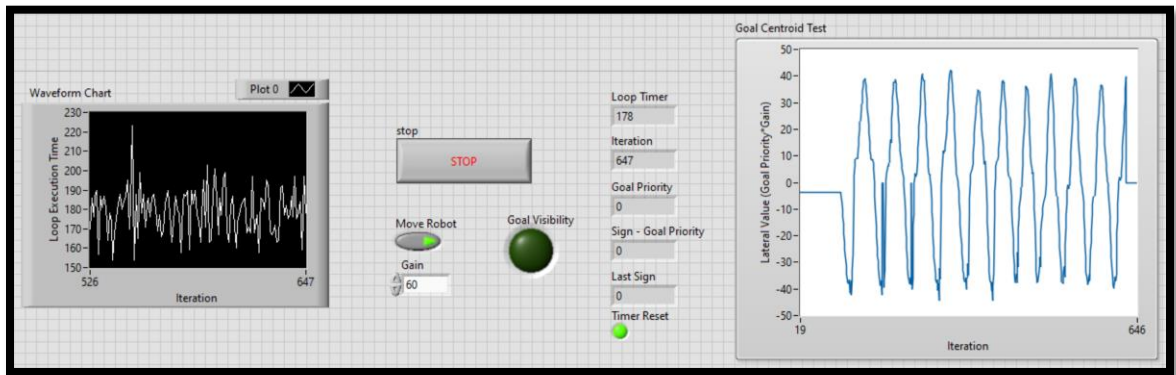 Waveform Chart
Plot 0
Loop Execution Time
230
220
210
200
190
180
170
160
150
526
647
Iteration
stop
STOP
Move Robot
Gain
60
Goal Visibility
Loop Timer
178
Iteration
647
Goal Priority
0
Sign - Goal Priority
0
Last Sign
0
Timer Reset
Goal Centroid Test
Lateral Value (Goal Priority*Gain)
50
40
30
20
10
0
-10
-20
-30
-40
-50
19
646
Iteration